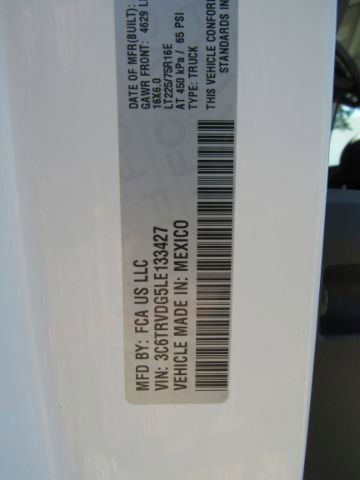 DATE OF MFR(BUILT):
GAWR FRONT: 4629 L
16X6.0
LT225/75R16E
AT 450 kPa / 65 PSI
TYPE: TRUCK
THIS VEHICLE CONFORM
STANDARDS IN
MFD BY: FCA US LLC
VIN: 3C6TRVDG5LE133427
VEHICLE MADE IN: MEXICO